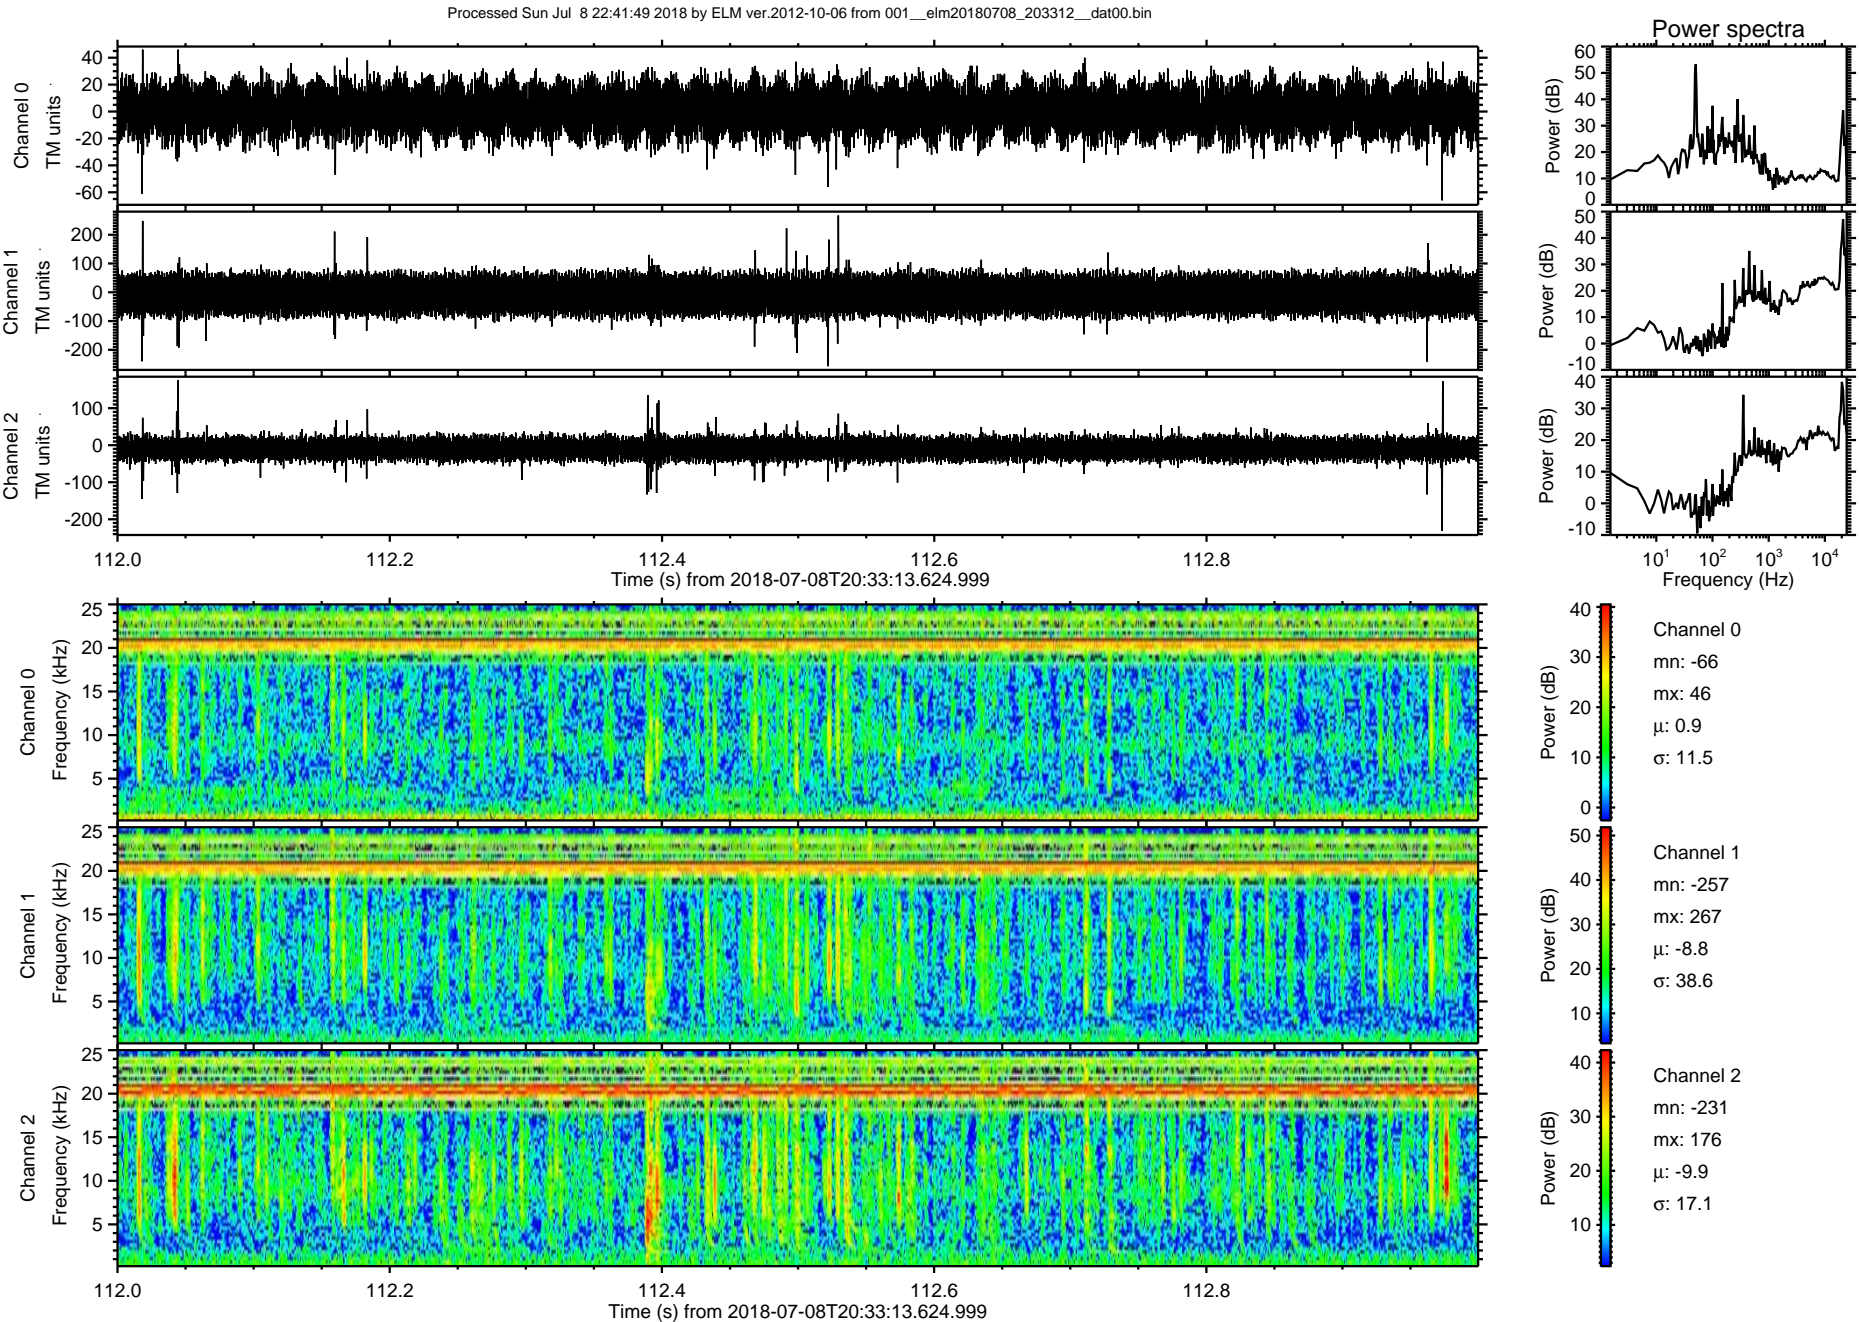 Processed Sun Jul  8 22:41:49 2018 by ELM ver.2012-10-06 from 001__elm20180708_203312__dat00.bin
Power spectra
Channel 0
TM units
40
20
0
-20
-40
-60
Power (dB)
60
50
40
30
20
10
0
Channel 1
TM units
200
100
0
-100
-200
Power (dB)
50
40
30
20
10
0
-10
Channel 2
TM units
100
0
-100
-200
Power (dB)
40
30
20
10
0
-10
112.0 112.2 112.4 112.6 112.8
Time (s) from 2018-07-08T20:33:13.624.999
10¹ 10² 10³ 10⁴
Frequency (Hz)
Channel 0
Frequency (kHz)
25
20
15
10
5
Power (dB)
40
30
20
10
0
Channel 0
mn: -66
mx: 46
μ: 0.9
σ: 11.5
Channel 1
Frequency (kHz)
25
20
15
10
5
Power (dB)
50
40
30
20
10
Channel 1
mn: -257
mx: 267
μ: -8.8
σ: 38.6
Channel 2
Frequency (kHz)
25
20
15
10
5
Power (dB)
40
30
20
10
Channel 2
mn: -231
mx: 176
μ: -9.9
σ: 17.1
112.0 112.2 112.4 112.6 112.8
Time (s) from 2018-07-08T20:33:13.624.999